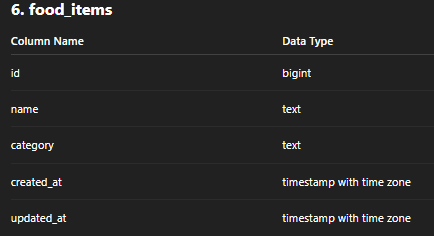 6. food_items
Column Name Data Type
id bigint
name text
category text
created_at timestamp with time zone
updated_at timestamp with time zone